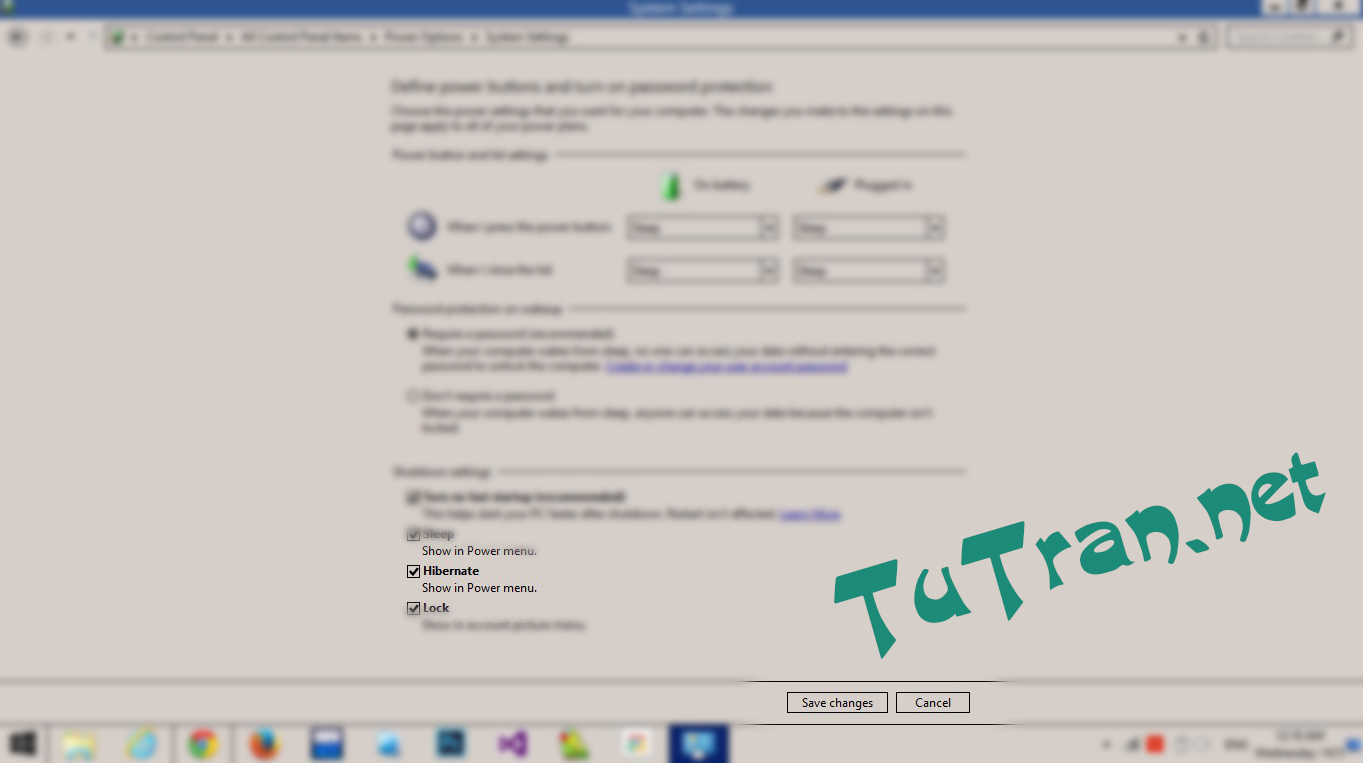 System Settings
Control Panel All Control Panel Items Power Options System Settings
Define power buttons and turn on password protection
Choose the power settings that you want for your computer. The changes you make to the settings on this
page apply to all of your power plans.
Power button and lid settings
On battery Plugged in
When I press the power button: Sleep Sleep
When I close the lid: Sleep Sleep
Password protection on wakeup
Require a password (recommended)
When your computer wakes from sleep, no one can access your data without entering the correct
password to unlock the computer. Create or change your user account password
Don't require a password
When your computer wakes from sleep, anyone can access your data because the computer isn't
locked.
Shutdown settings
Turn on fast startup (recommended)
This helps start your PC faster after shutdown. Restart isn't affected. Learn More
Sleep
Show in Power menu.
Hibernate
Show in Power menu.
Lock
Show in account picture menu.
TuTran.net
Save changes Cancel
ENG